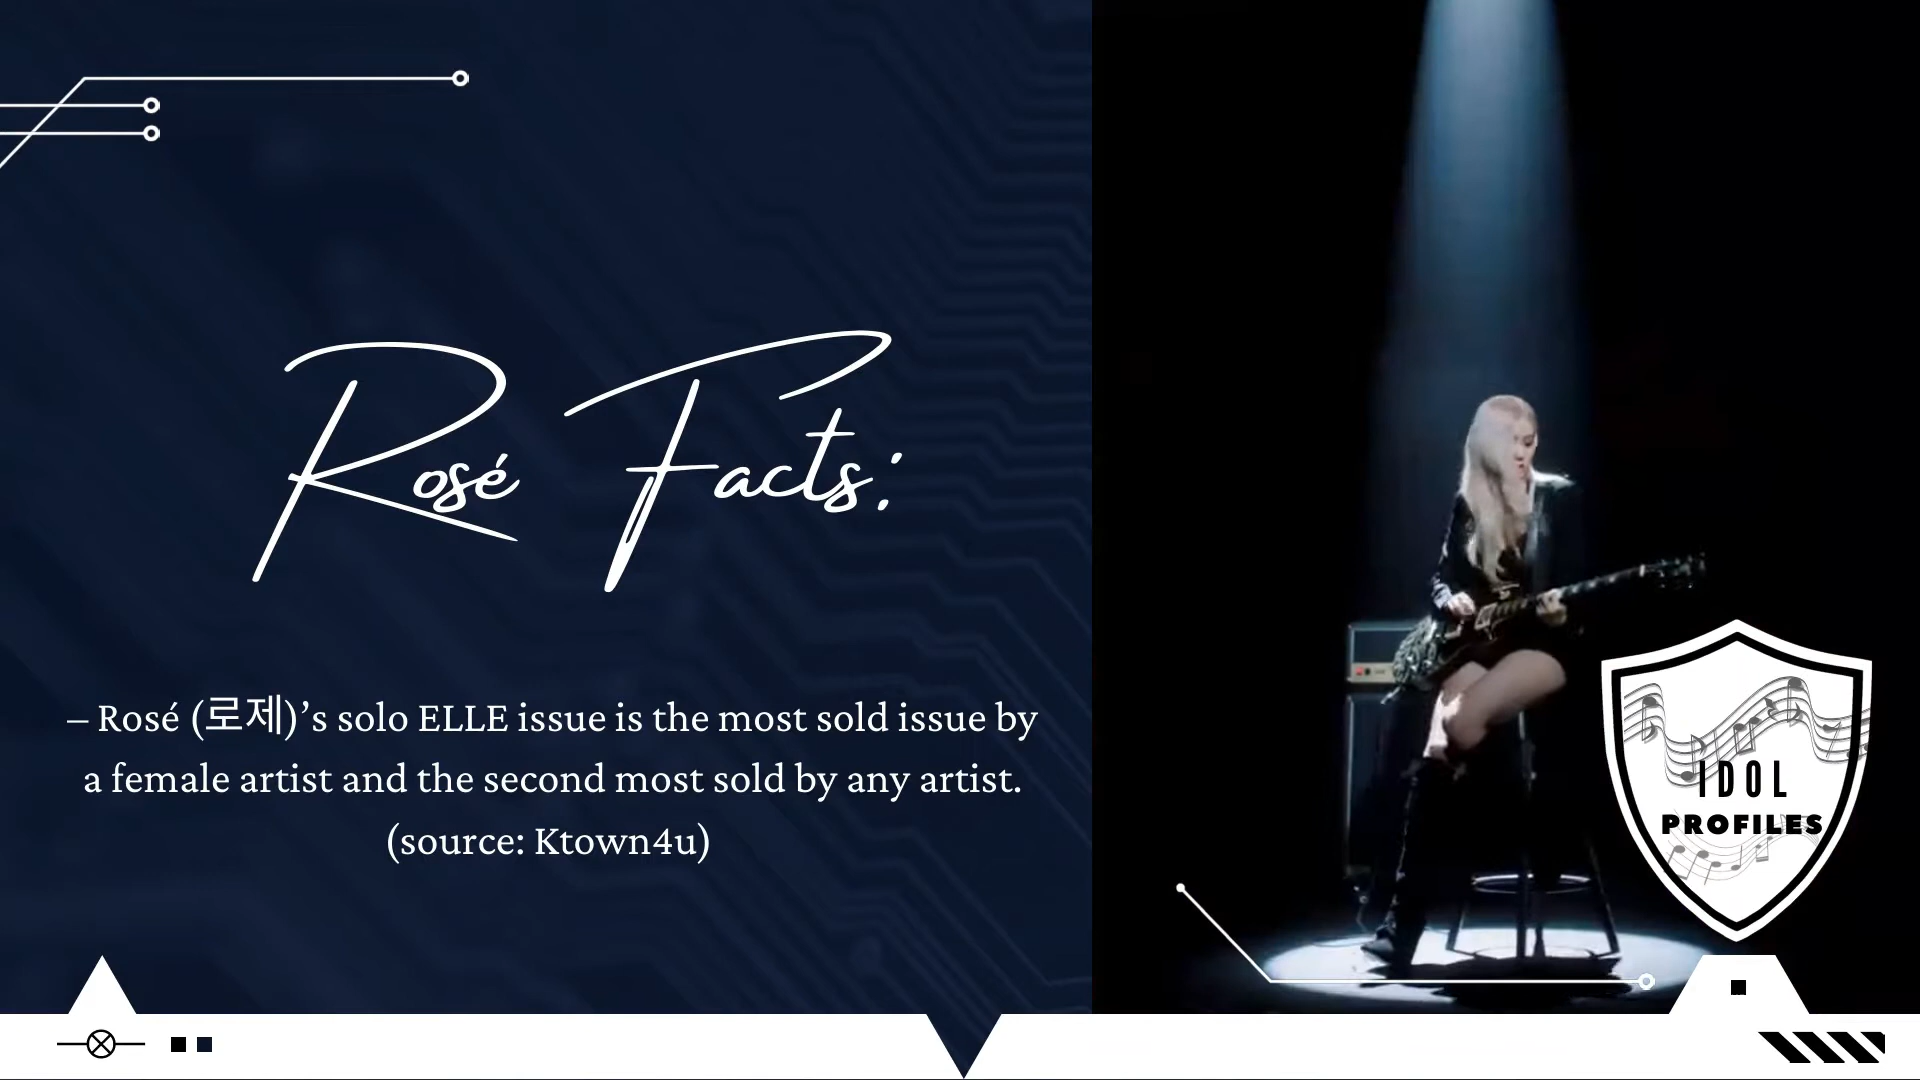 Rosé Facts:
– Rosé (로제)’s solo ELLE issue is the most sold issue by
a female artist and the second most sold by any artist.
(source: Ktown4u)
IDOL
PROFILES